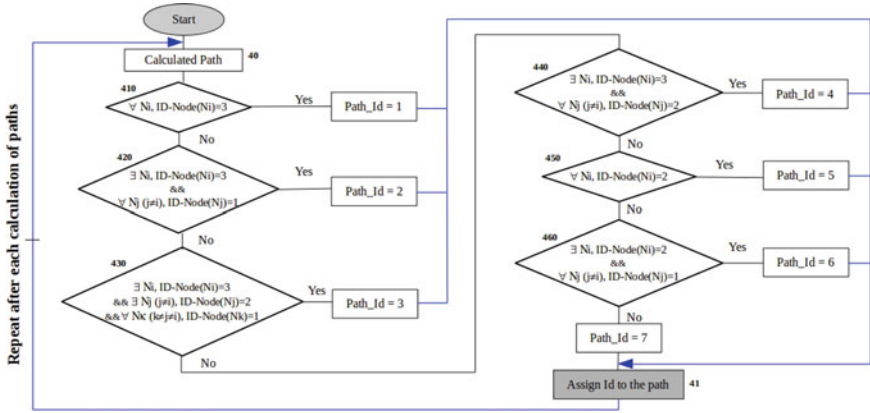 Start
Calculated Path
40
410
∀ Ni, ID-Node(Ni)=3
Yes
Path_Id = 1
No
420
∃ Ni, ID-Node(Ni)=3
&&
∀ Nj (j≠i), ID-Node(Nj)=1
Yes
Path_Id = 2
No
430
∃ Ni, ID-Node(Ni)=3
&& ∃ Nj (j≠i), ID-Node(Nj)=2
&&∀ Nk (k≠j≠i), ID-Node(Nk)=1
Yes
Path_Id = 3
No
440
∃ Ni, ID-Node(Ni)=3
&&
∀ Nj (j≠i), ID-Node(Nj)=2
Yes
Path_Id = 4
No
450
∀ Ni, ID-Node(Ni)=2
Yes
Path_Id = 5
No
460
∃ Ni, ID-Node(Ni)=2
&&
∀ Nj (j≠i), ID-Node(Nj)=1
Yes
Path_Id = 6
No
Path_Id = 7
Assign Id to the path
41
Repeat after each calculation of paths